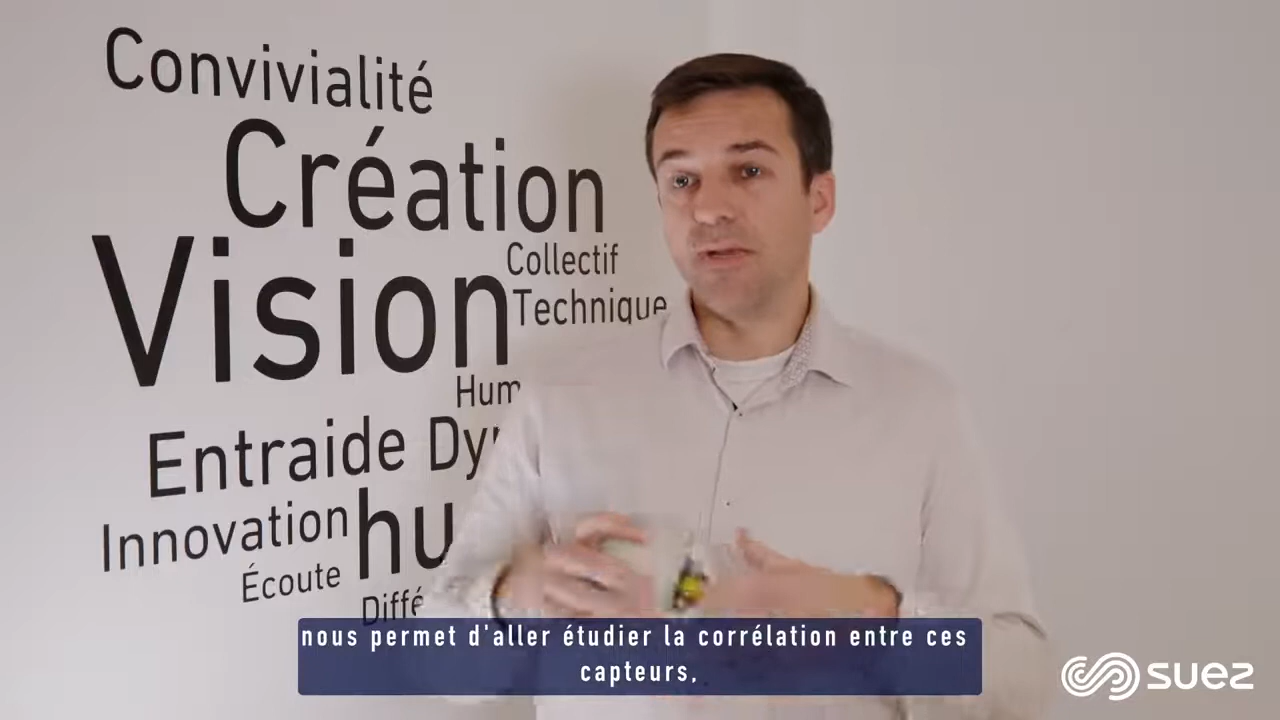 Convivialité
Création
Vision
Collectif
Technique
Hum
Entraide Dy
Innovation
hu
Écoute
Diffé
nous permet d'aller étudier la corrélation entre ces
capteurs,
suez